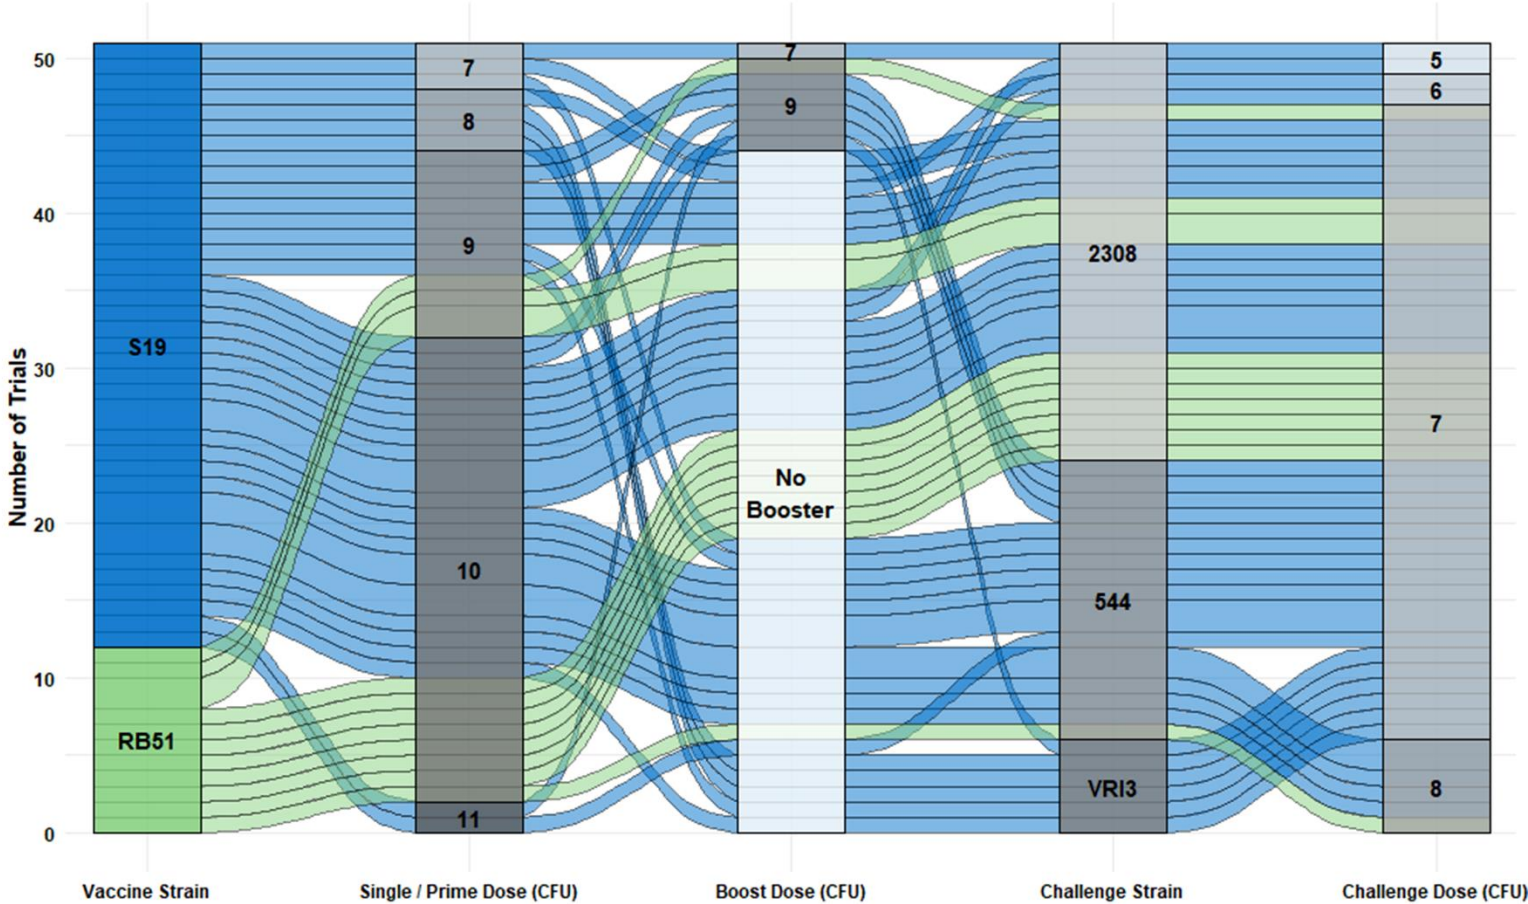 Number of Trials
50
40
30
20
10
0
S19
RB51
7
8
9
10
11
7
9
No
Booster
2308
544
VRI3
5
6
7
8
Vaccine Strain
Single / Prime Dose (CFU)
Boost Dose (CFU)
Challenge Strain
Challenge Dose (CFU)